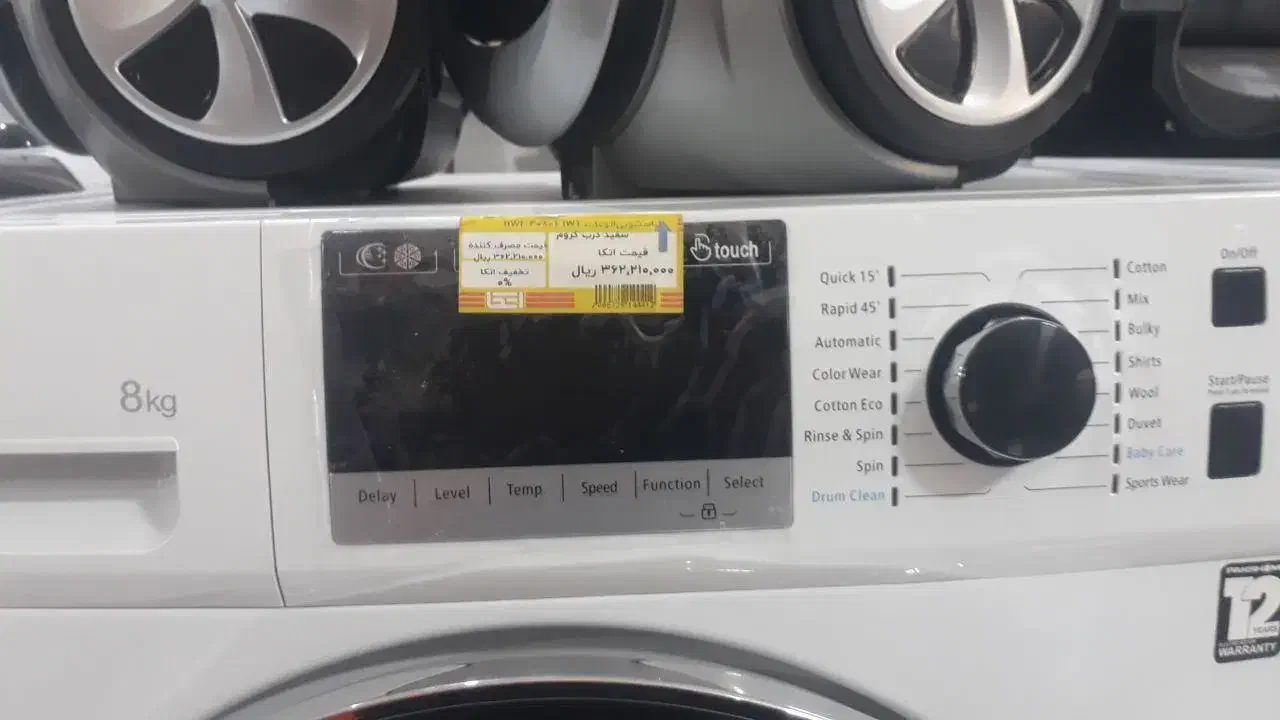 سفید درب کروم
قیمت مصرف کننده
۳۶۲,۲۱۰,۰۰۰ ریال
تخفیف اتکا
۰%
قیمت اتکا
۳۶۲,۲۱۰,۰۰۰ ریال
touch
8kg
Delay
Level
Temp
Speed
Function
Select
Quick 15'
Rapid 45'
Automatic
Color Wear
Cotton Eco
Rinse & Spin
Spin
Drum Clean
Cotton
Mix
Bulky
Shirts
Wool
Duvet
Baby Care
Sports Wear
On/Off
Start/Pause
12
YEARS
WARRANTY